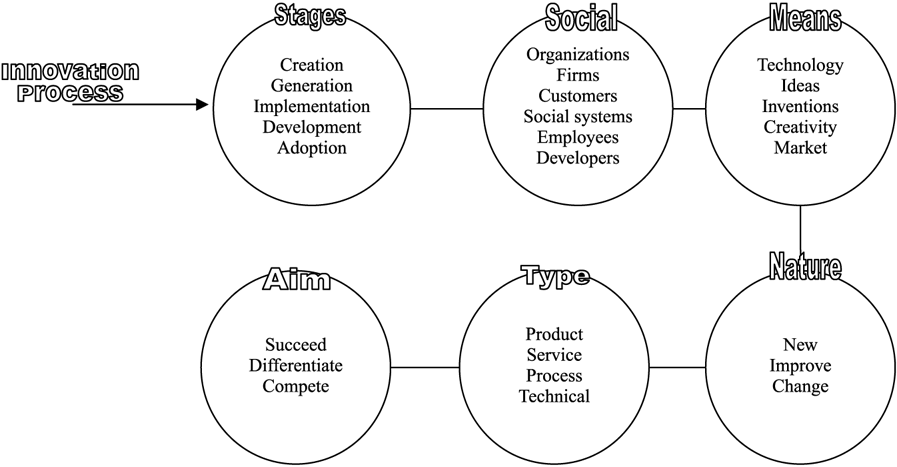 Innovation
Process
Stages
Creation
Generation
Implementation
Development
Adoption
Social
Organizations
Firms
Customers
Social systems
Employees
Developers
Means
Technology
Ideas
Inventions
Creativity
Market
Nature
New
Improve
Change
Type
Product
Service
Process
Technical
Aim
Succeed
Differentiate
Compete